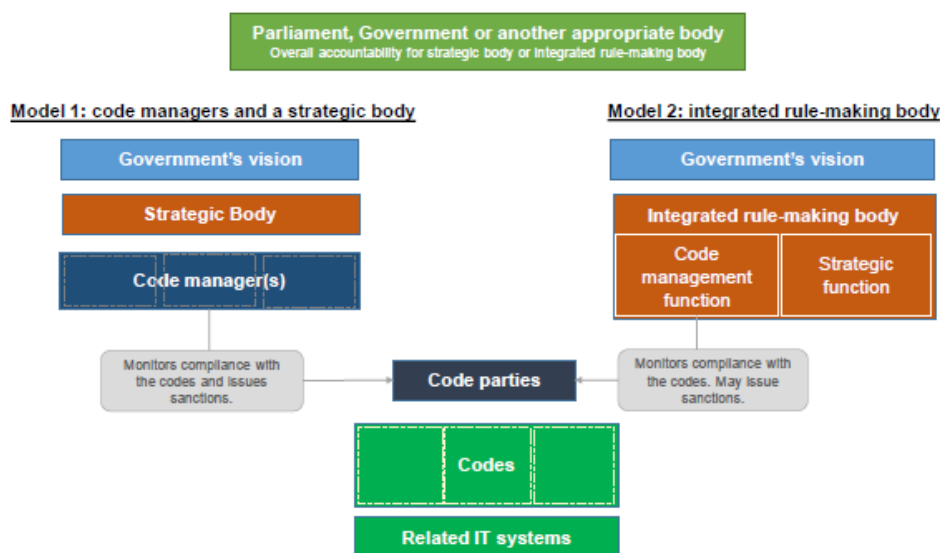 Parliament, Government or another appropriate body
Overall accountability for strategic body or integrated rule-making body
Model 1: code managers and a strategic body
Model 2: integrated rule-making body
Government's vision
Government's vision
Strategic Body
Integrated rule-making body
Code manager(s)
Code
management
function
Strategic
function
Monitors compliance with
the codes and issues
sanctions.
Code parties
Monitors compliance with
the codes. May issue
sanctions.
Codes
Related IT systems